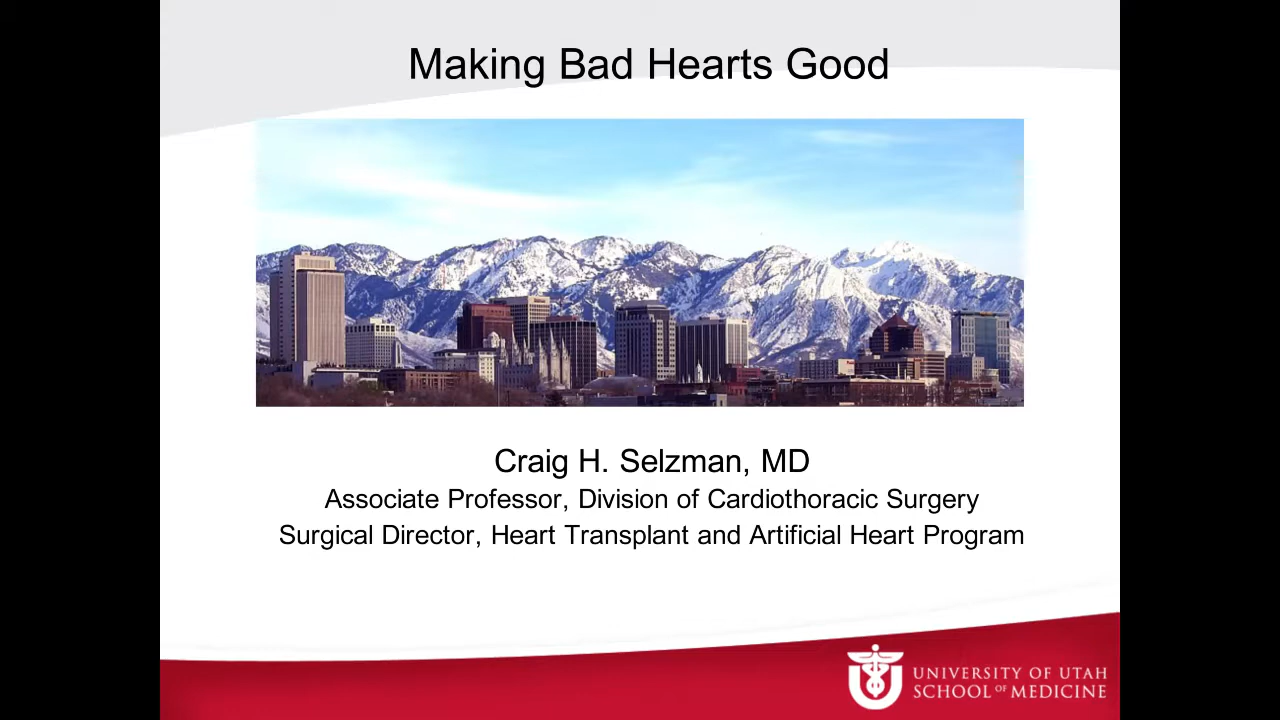 Making Bad Hearts Good
Craig H. Selzman, MD
Associate Professor, Division of Cardiothoracic Surgery
Surgical Director, Heart Transplant and Artificial Heart Program
UNIVERSITY OF UTAH
SCHOOL OF MEDICINE